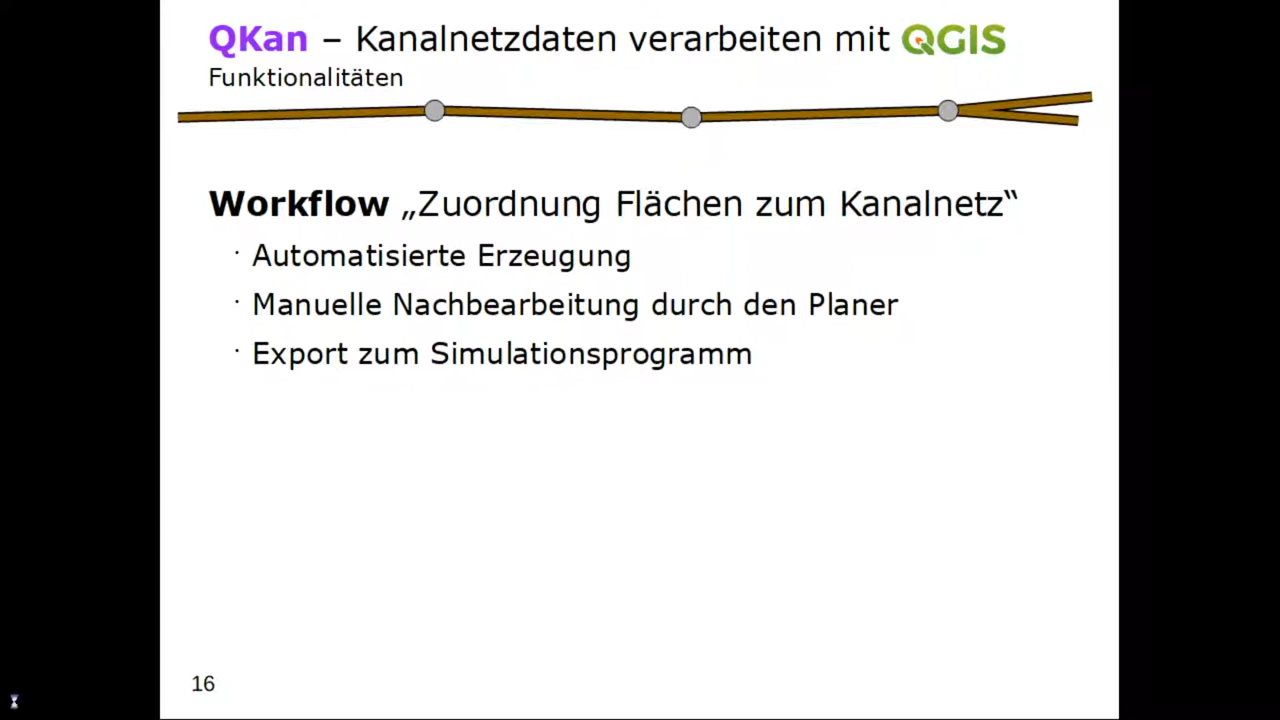 QKan – Kanalnetzdaten verarbeiten mit QGIS
Funktionalitäten
Workflow „Zuordnung Flächen zum Kanalnetz“
· Automatisierte Erzeugung
· Manuelle Nachbearbeitung durch den Planer
· Export zum Simulationsprogramm
16